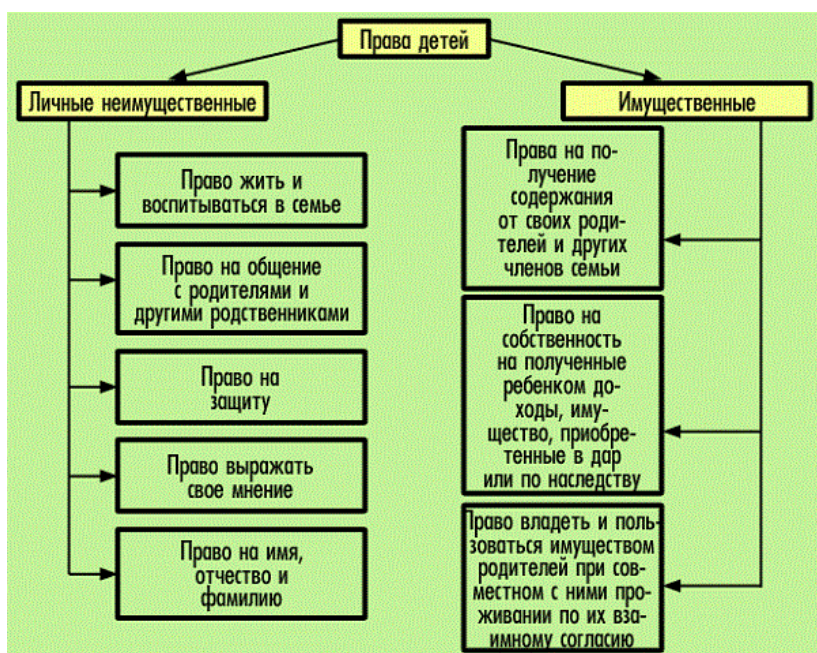 Права детей
Личные неимущественные
Право жить и
воспитываться в семье
Право на общение
с родителями и
другими родственниками
Право на
защиту
Право выражать
свое мнение
Право на имя,
отчество и
фамилию
Имущественные
Права на по-
лучение
содержания
от своих роди-
телей и других
членов семьи
Право на
собственность
на полученные
ребенком до-
ходы, иму-
щество, приобре-
тенные в дар
или по наследству
Право владеть и поль-
зоваться имуществом
родителей при сов-
местном с ними про-
живании по их вза-
имному согласию